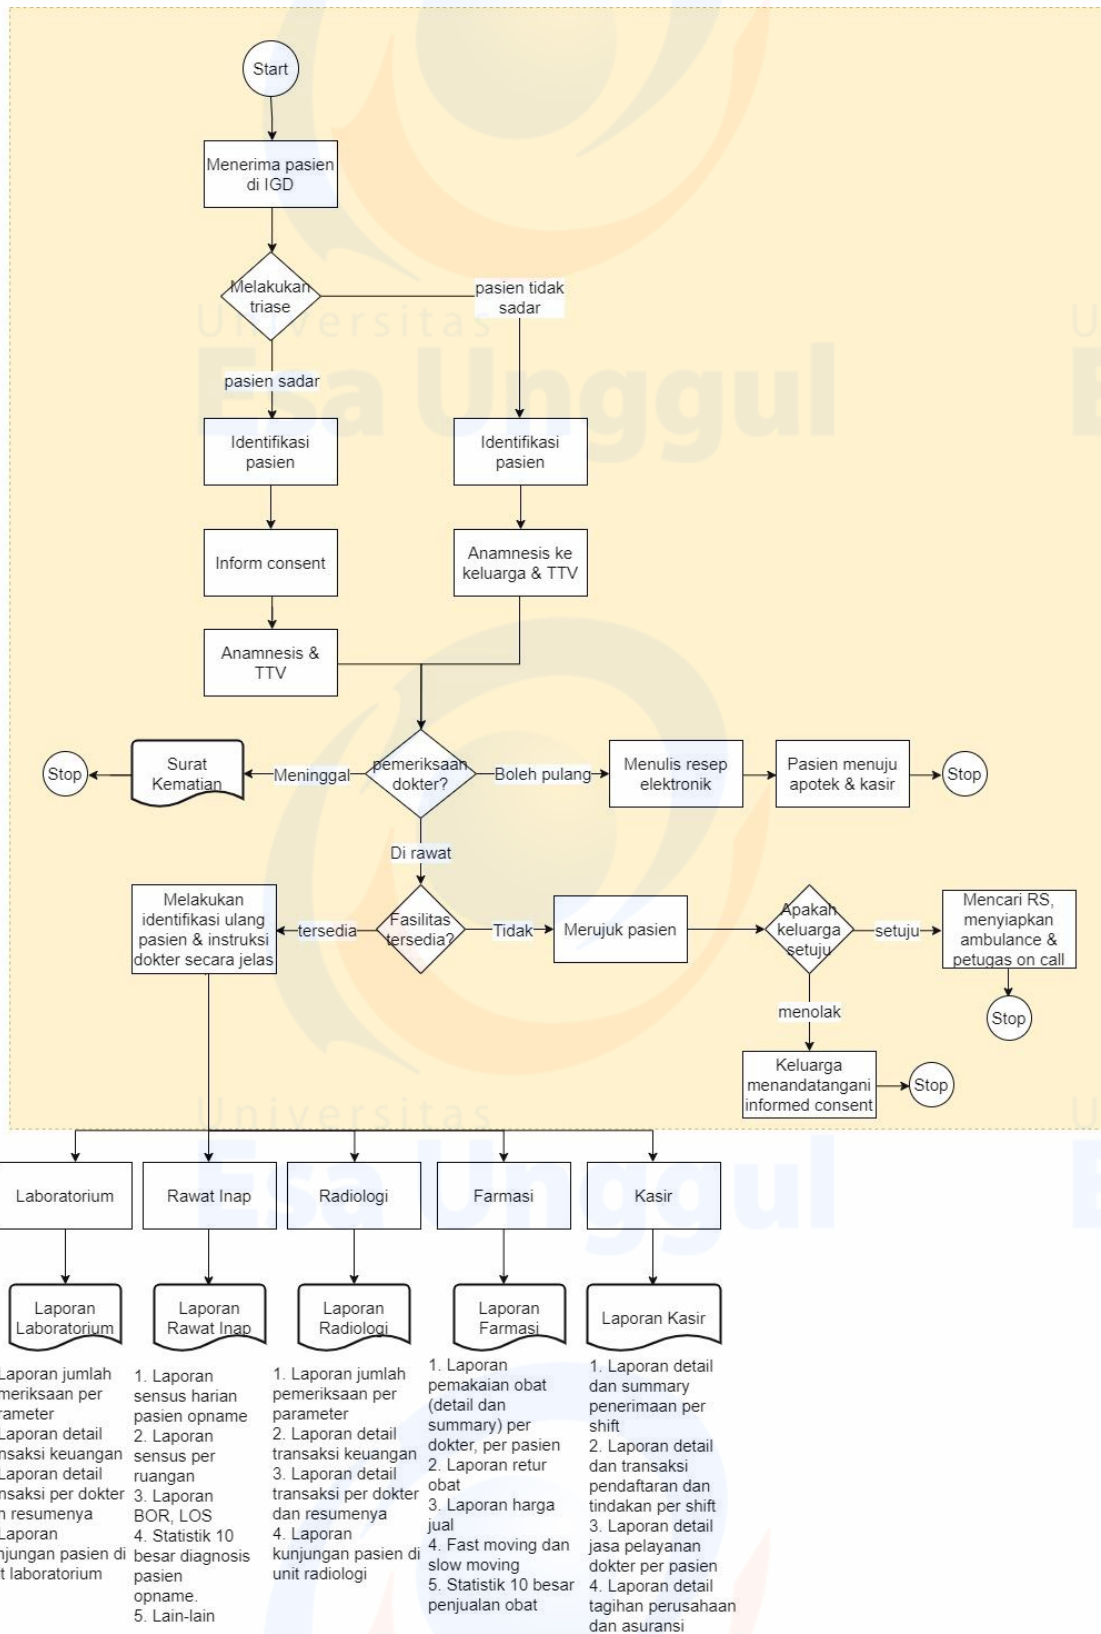 Start
Menerima pasien
di IGD
Melakukan
triase
pasien tidak
sadar
Universitas
Esa Unggul
pasien sadar
Identifikasi
pasien
Identifikasi
pasien
Inform consent
Anamnesis ke
keluarga & TTV
Anamnesis &
TTV
Stop
Surat
Kematian
Meninggal
pemeriksaan
dokter?
Boleh pulang
Menulis resep
elektronik
Pasien menuju
apotek & kasir
Stop
Di rawat
Melakukan
identifikasi ulang
pasien & instruksi
dokter secara jelas
tersedia
Fasilitas
tersedia?
Tidak
Merujuk pasien
Apakah
keluarga
setuju
setuju
Mencari RS,
menyiapkan
ambulance &
petugas on call
Stop
menolak
Keluarga
menandatangani
informed consent
Stop
Universitas
Esa Unggul
Laboratorium
Rawat Inap
Radiologi
Farmasi
Kasir
Laporan
Laboratorium
Laporan
Rawat Inap
Laporan
Radiologi
Laporan
Farmasi
Laporan Kasir
Laporan jumlah
per
Laporan detail
keuangan
Laporan detail
per dokter
resumenya
Laporan
pasien di
laboratorium
1. Laporan
sensus harian
pasien opname
2. Laporan
sensus per
ruangan
3. Laporan
BOR, LOS
4. Statistik 10
besar diagnosis
pasien
opname.
5. Lain-lain
1. Laporan jumlah
pemeriksaan per
parameter
2. Laporan detail
transaksi keuangan
3. Laporan detail
transaksi per dokter
dan resumenya
4. Laporan
kunjungan pasien di
unit radiologi
1. Laporan
pemakaian obat
(detail dan
summary) per
dokter, per pasien
2. Laporan retur
obat
3. Laporan harga
jual
4. Fast moving dan
slow moving
5. Statistik 10 besar
penjualan obat
1. Laporan detail
dan summary
penerimaan per
shift
2. Laporan detail
dan transaksi
pendaftaran dan
tindakan per shift
3. Laporan detail
jasa pelayanan
dokter per pasien
4. Laporan detail
tagihan perusahaan
dan asuransi